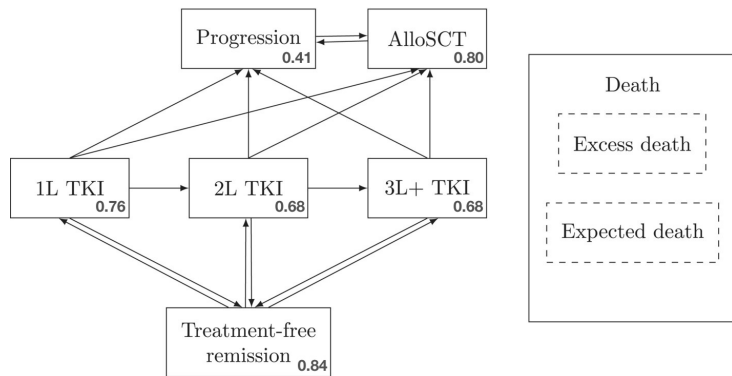 Progression
0.41
AlloSCT
0.80
Death
Excess death
Expected death
1L TKI
0.76
2L TKI
0.68
3L+ TKI
0.68
Treatment-free
remission
0.84